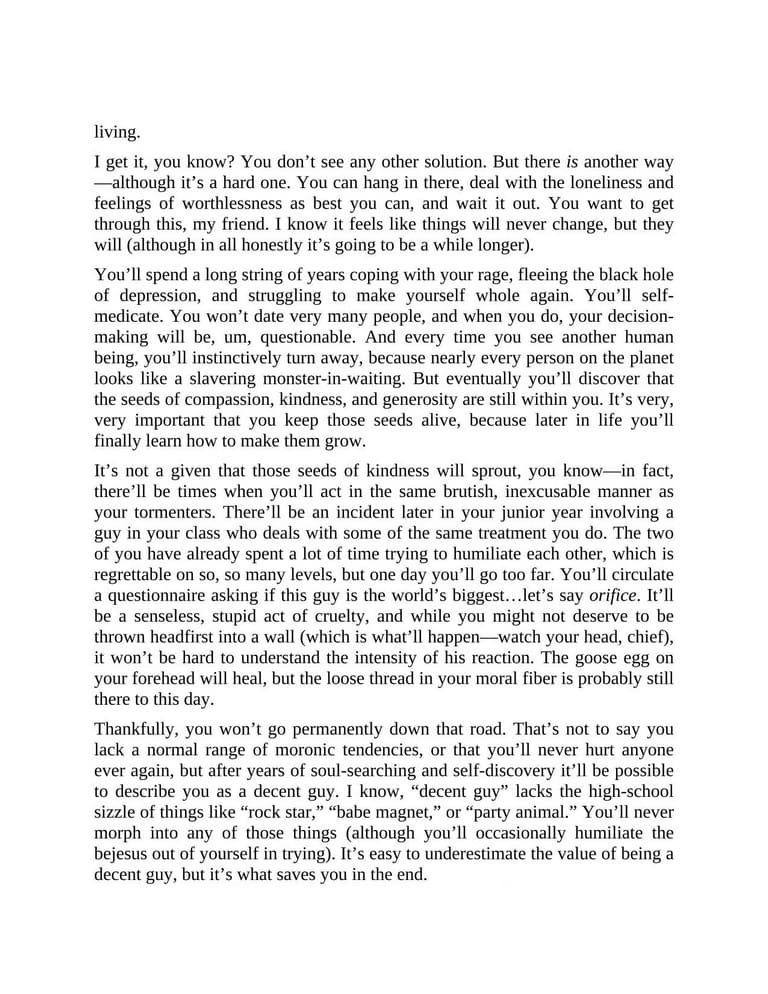 living.
I get it, you know? You don’t see any other solution. But there is another way
—although it’s a hard one. You can hang in there, deal with the loneliness and
feelings of worthlessness as best you can, and wait it out. You want to get
through this, my friend. I know it feels like things will never change, but they
will (although in all honestly it’s going to be a while longer).
You’ll spend a long string of years coping with your rage, fleeing the black hole
of depression, and struggling to make yourself whole again. You’ll self-
medicate. You won’t date very many people, and when you do, your decision-
making will be, um, questionable. And every time you see another human
being, you’ll instinctively turn away, because nearly every person on the planet
looks like a slavering monster-in-waiting. But eventually you’ll discover that
the seeds of compassion, kindness, and generosity are still within you. It’s very,
very important that you keep those seeds alive, because later in life you’ll
finally learn how to make them grow.
It’s not a given that those seeds of kindness will sprout, you know—in fact,
there’ll be times when you’ll act in the same brutish, inexcusable manner as
your tormenters. There’ll be an incident later in your junior year involving a
guy in your class who deals with some of the same treatment you do. The two
of you have already spent a lot of time trying to humiliate each other, which is
regrettable on so, so many levels, but one day you’ll go too far. You’ll circulate
a questionnaire asking if this guy is the world’s biggest…let’s say orifice. It’ll
be a senseless, stupid act of cruelty, and while you might not deserve to be
thrown headfirst into a wall (which is what’ll happen—watch your head, chief),
it won’t be hard to understand the intensity of his reaction. The goose egg on
your forehead will heal, but the loose thread in your moral fiber is probably still
there to this day.
Thankfully, you won’t go permanently down that road. That’s not to say you
lack a normal range of moronic tendencies, or that you’ll never hurt anyone
ever again, but after years of soul-searching and self-discovery it’ll be possible
to describe you as a decent guy. I know, “decent guy” lacks the high-school
sizzle of things like “rock star,” “babe magnet,” or “party animal.” You’ll never
morph into any of those things (although you’ll occasionally humiliate the
bejesus out of yourself in trying). It’s easy to underestimate the value of being a
decent guy, but it’s what saves you in the end.